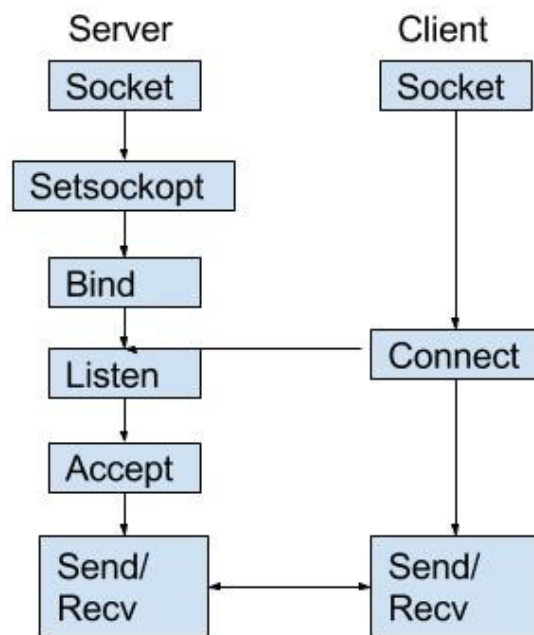 Server
Client
Socket
Socket
Setsockopt
Bind
Listen
Connect
Accept
Send/
Recv
Send/
Recv